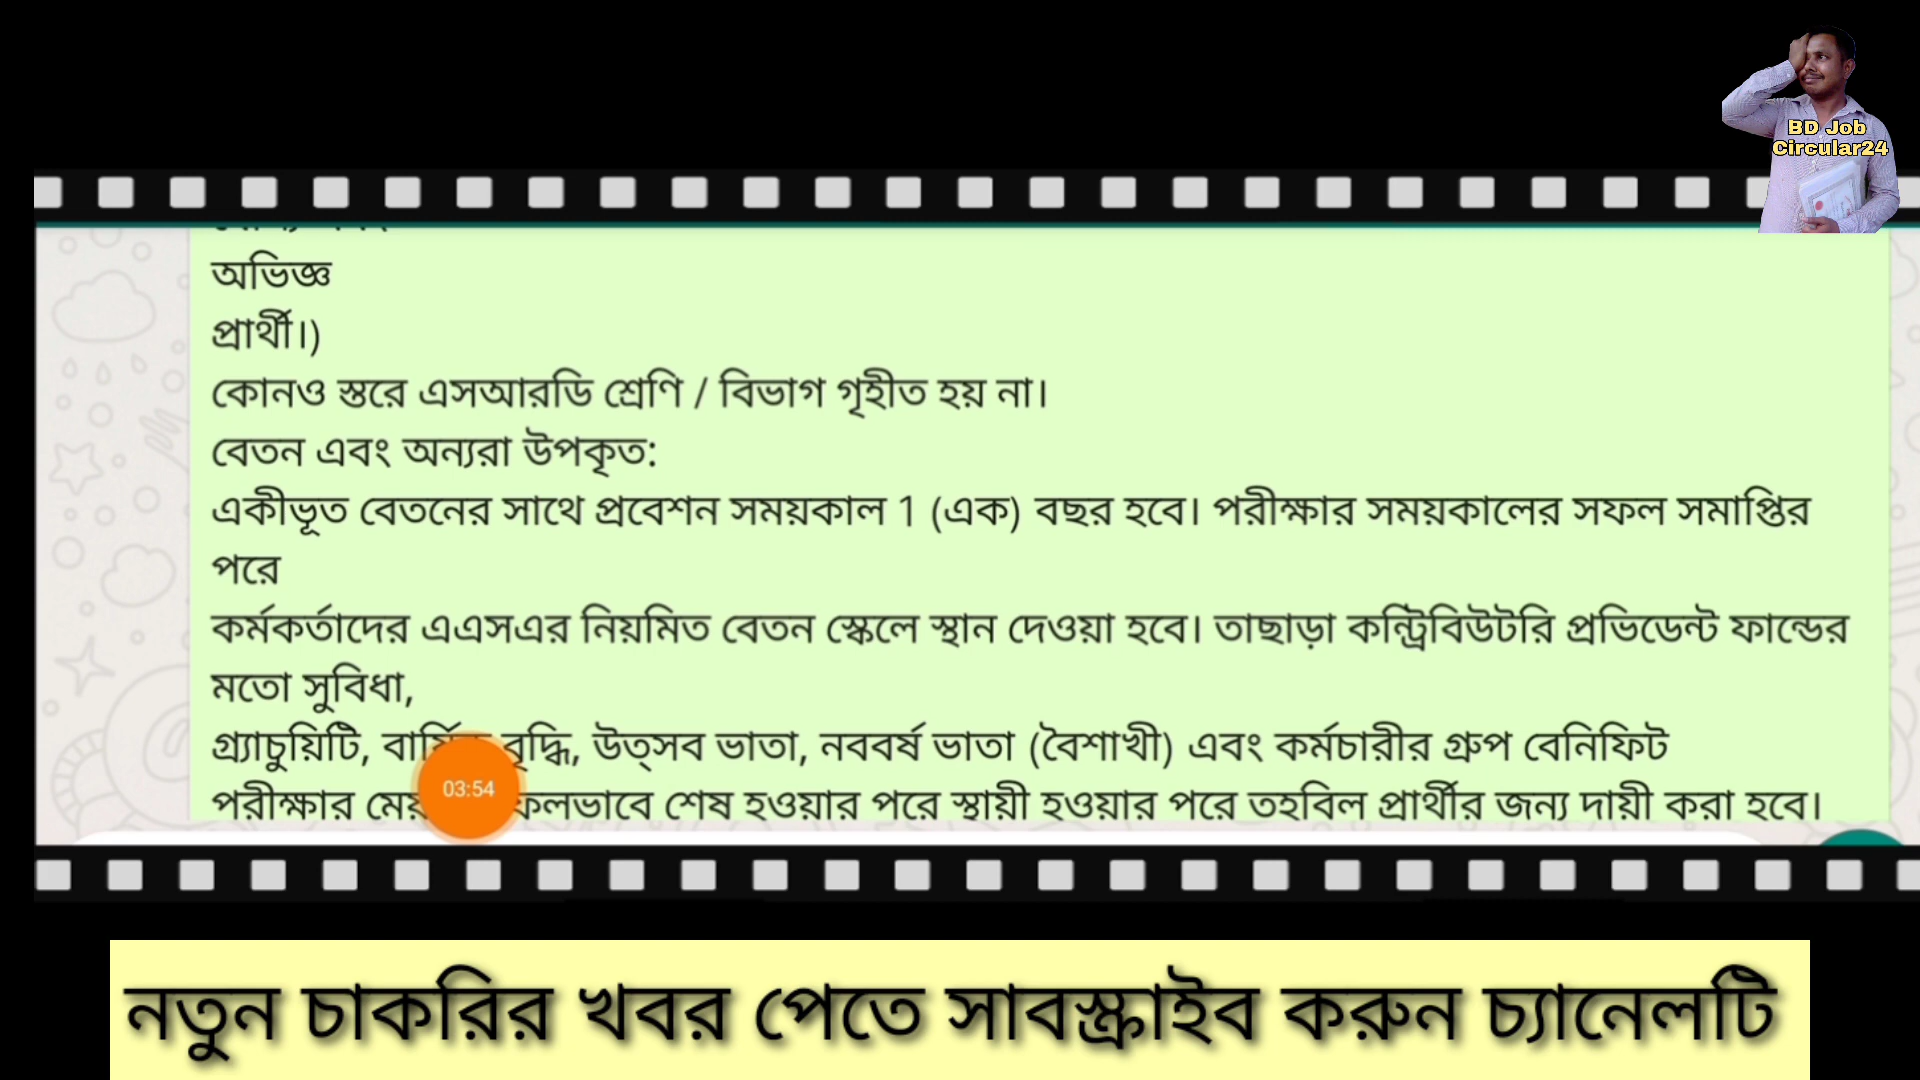 BD Job
Circular24
অভিজ্ঞ
প্রার্থী।)
কোনও স্তরে এসআরডি শ্রেণি / বিভাগ গৃহীত হয় না।
বেতন এবং অন্যরা উপকৃত:
একীভূত বেতনের সাথে প্রবেশন সময়কাল 1 (এক) বছর হবে। পরীক্ষার সময়কালের সফল সমাপ্তির
পরে
কর্মকর্তাদের এএসএর নিয়মিত বেতন স্কেলে স্থান দেওয়া হবে। তাছাড়া কন্ট্রিবিউটরি প্রভিডেন্ট ফান্ডের
মতো সুবিধা,
গ্র্যাচুয়িটি, বৃদ্ধি, উত্সব ভাতা, নববর্ষ ভাতা (বৈশাখী) এবং কর্মচারীর গ্রুপ বেনিফিট
পরীক্ষার শেষ হওয়ার পরে স্থায়ী হওয়ার পরে তহবিল প্রার্থীর জন্য দায়ী করা হবে।
03:54
নতুন চাকরির খবর পেতে সাবস্ক্রাইব করুন চ্যানেলটি